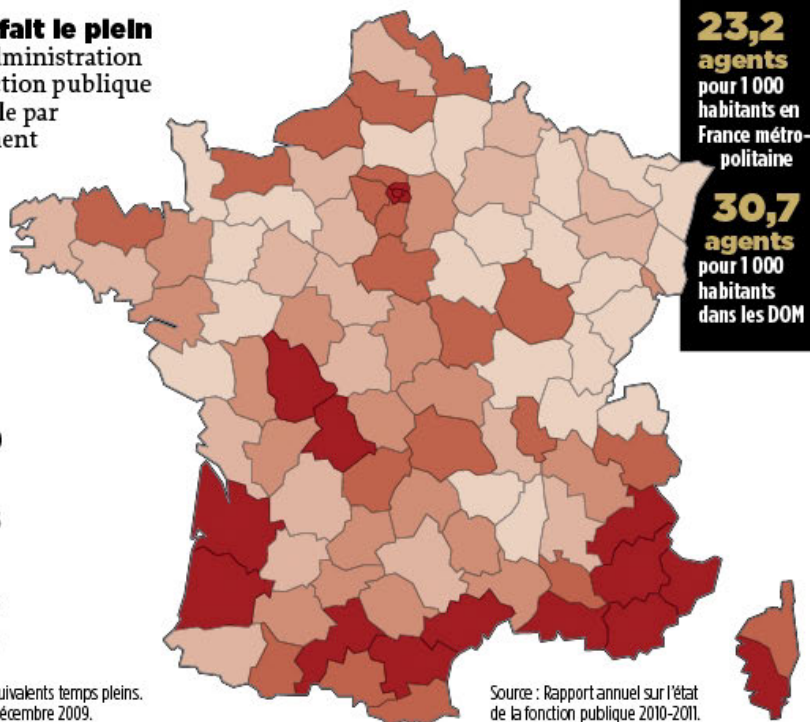 fait le plein
dministration
ction publique
le par
nent
23,2
agents
pour 1 000
habitants en
France métro-
politaine
30,7
agents
pour 1 000
habitants
dans les DOM
uivalents temps pleins.
écembre 2009.
Source : Rapport annuel sur l'état
de la fonction publique 2010-2011.